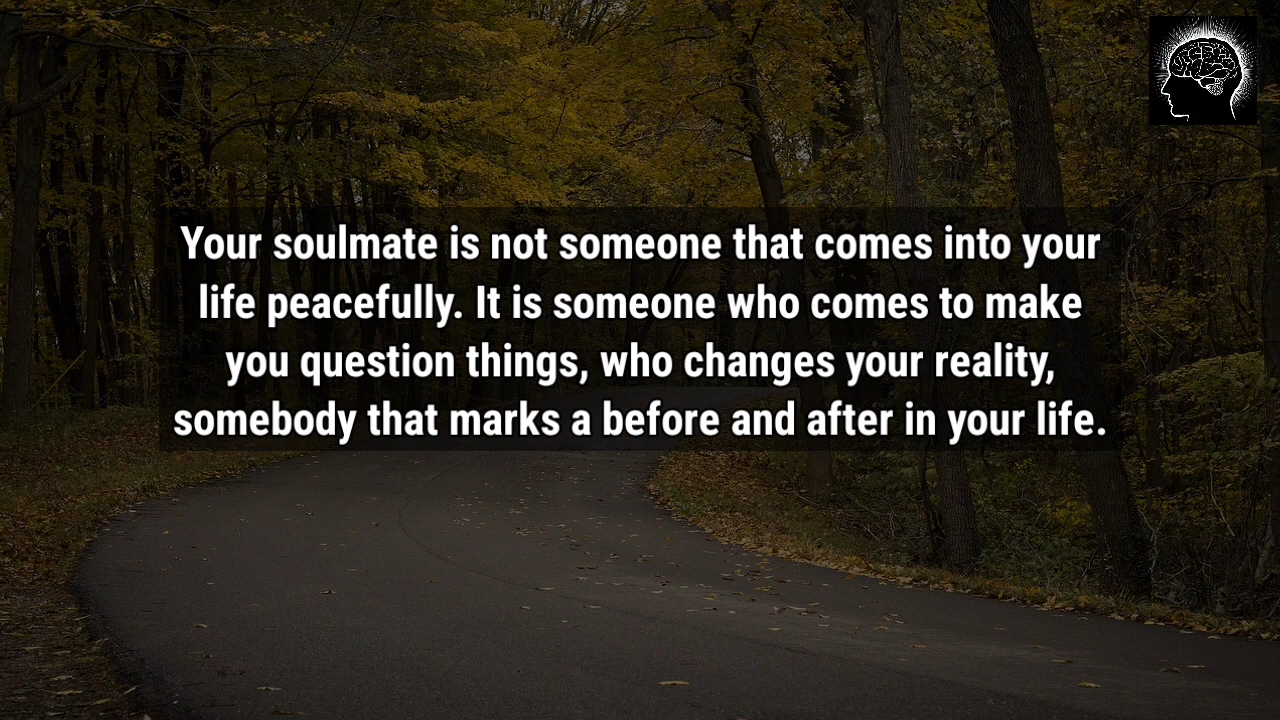 Your soulmate is not someone that comes into your
life peacefully. It is someone who comes to make
you question things, who changes your reality,
somebody that marks a before and after in your life.